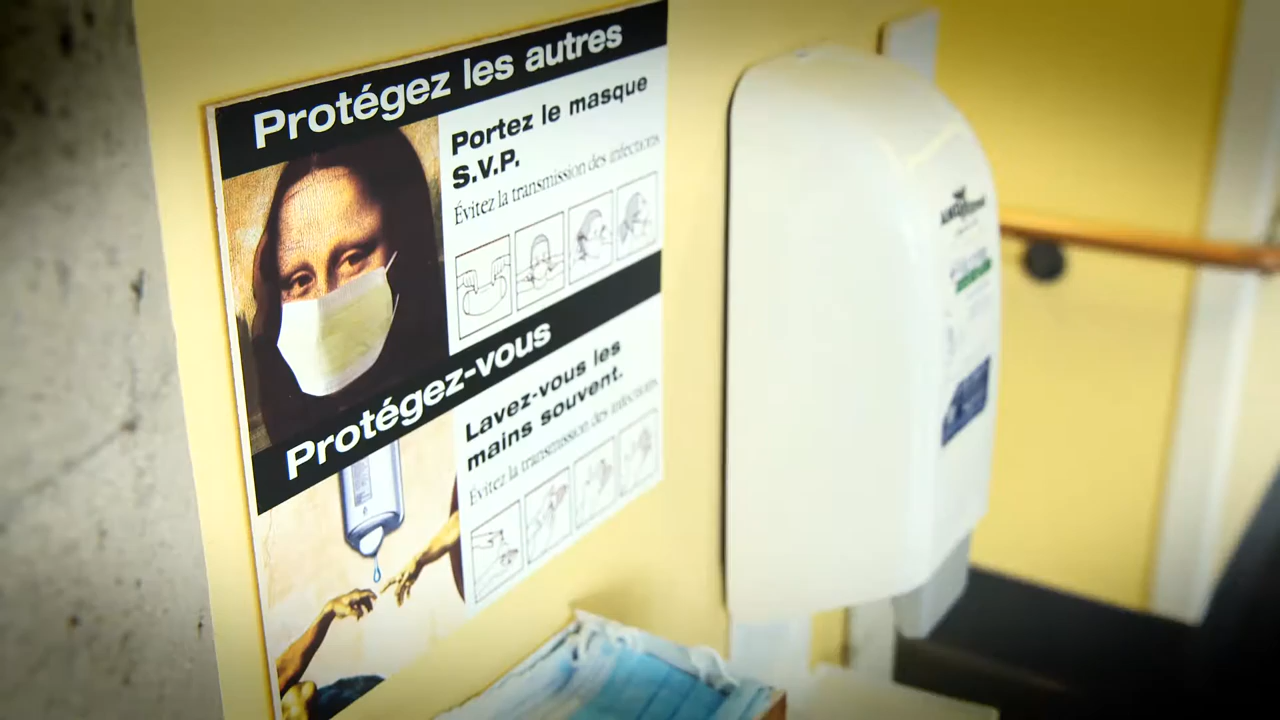 Protégez les autres
Portez le masque
S.V.P.
Évitez la transmission des infections
Protégez-vous
Lavez-vous les
mains souvent.
Évitez la transmission des infections